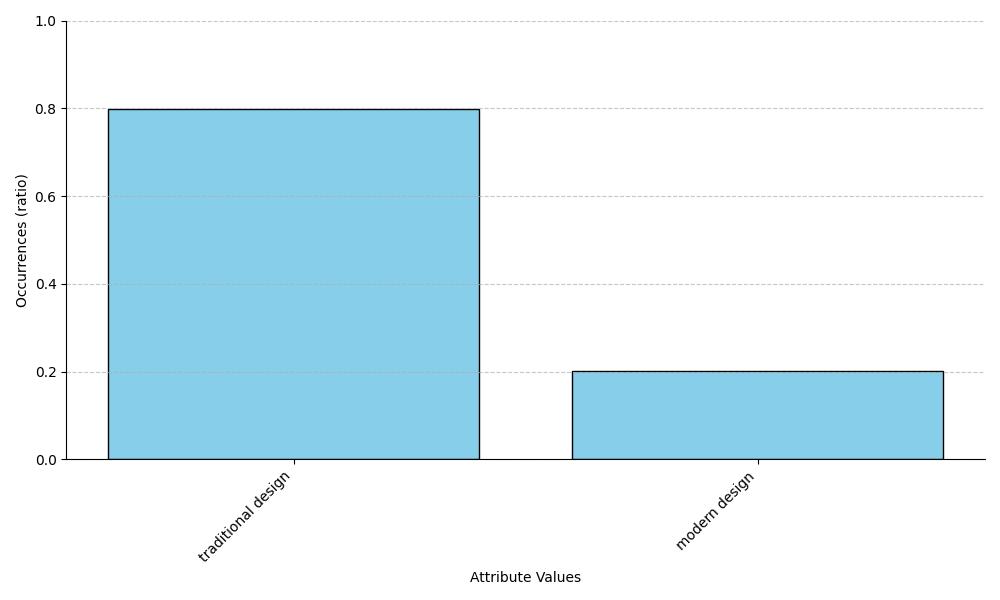 1.0
0.8
0.6
0.4
0.2
0.0
Occurrences (ratio)
traditional design
modern design
Attribute Values